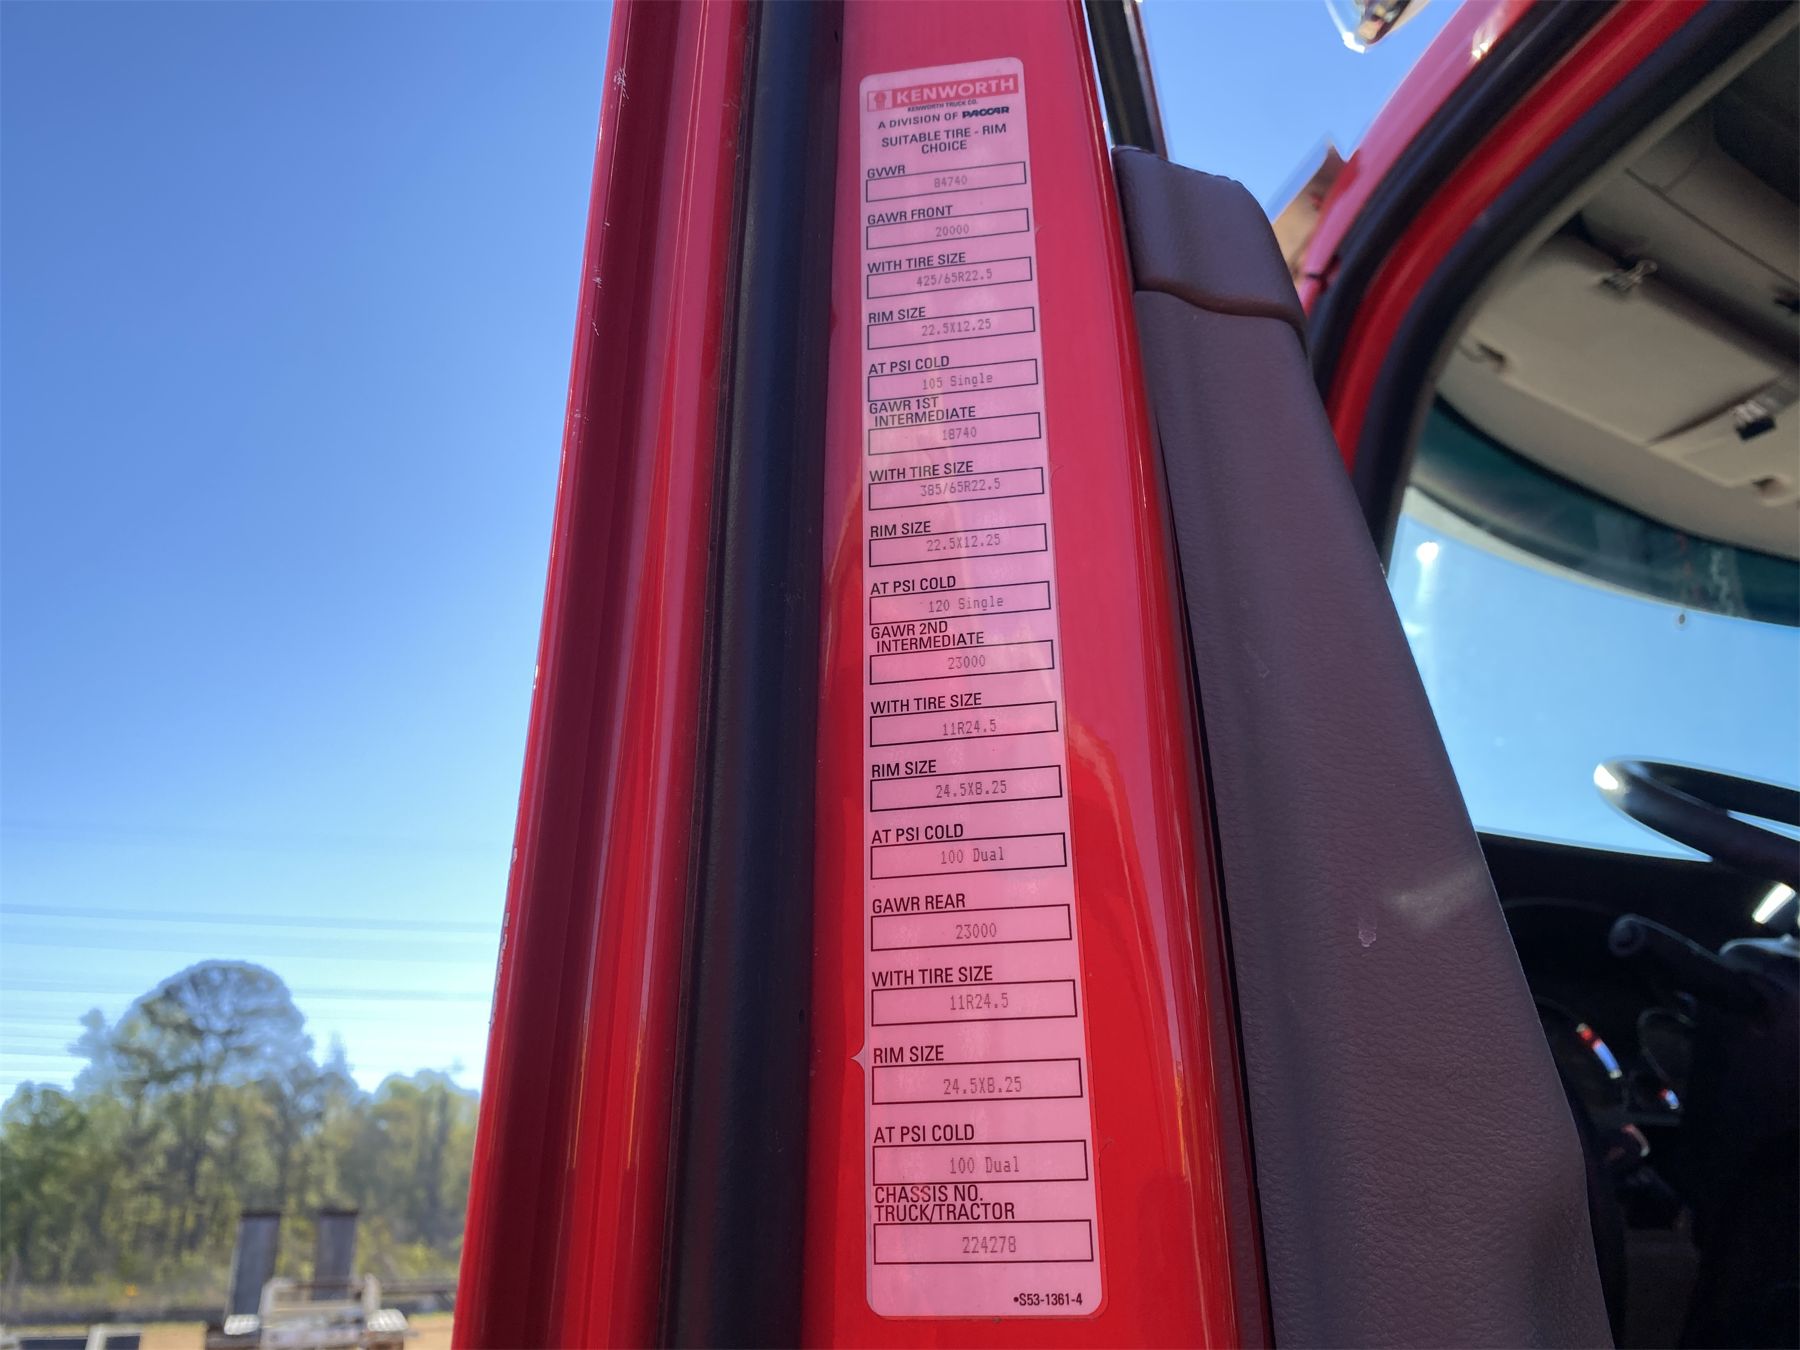 KENWORTH
KENWORTH TRUCK CO.
A DIVISION OF PACCAR
SUITABLE TIRE - RIM
CHOICE
GVWR
84740
GAWR FRONT
20000
WITH TIRE SIZE
425/65R22.5
RIM SIZE
22.5X12.25
AT PSI COLD
105 Single
GAWR 1ST
INTERMEDIATE
18740
WITH TIRE SIZE
385/65R22.5
RIM SIZE
22.5X12.25
AT PSI COLD
120 Single
GAWR 2ND
INTERMEDIATE
23000
WITH TIRE SIZE
11R24.5
RIM SIZE
24.5X8.25
AT PSI COLD
100 Dual
GAWR REAR
23000
WITH TIRE SIZE
11R24.5
RIM SIZE
24.5X8.25
AT PSI COLD
100 Dual
CHASSIS NO.
TRUCK/TRACTOR
224278
•S53-1361-4